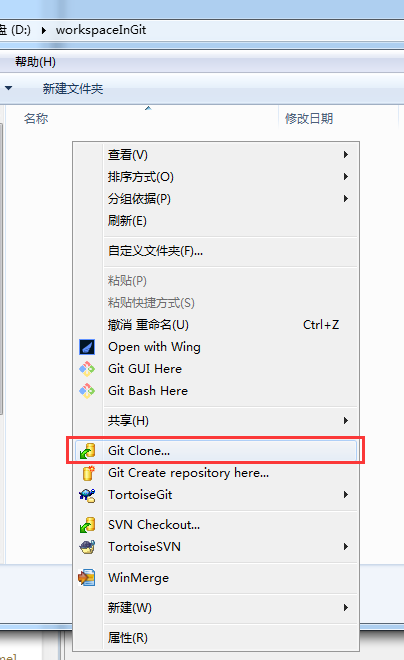 盘 (D:) workspaceInGit
帮助(H)
新建文件夹
名称 修改日期
查看(V)
排序方式(O)
分组依据(P)
刷新(E)
自定义文件夹(F)...
粘贴(P)
粘贴快捷方式(S)
撤消 重命名(U) Ctrl+Z
Open with Wing
Git GUI Here
Git Bash Here
共享(H)
Git Clone...
Git Create repository here...
TortoiseGit
SVN Checkout...
TortoiseSVN
WinMerge
新建(W)
属性(R)